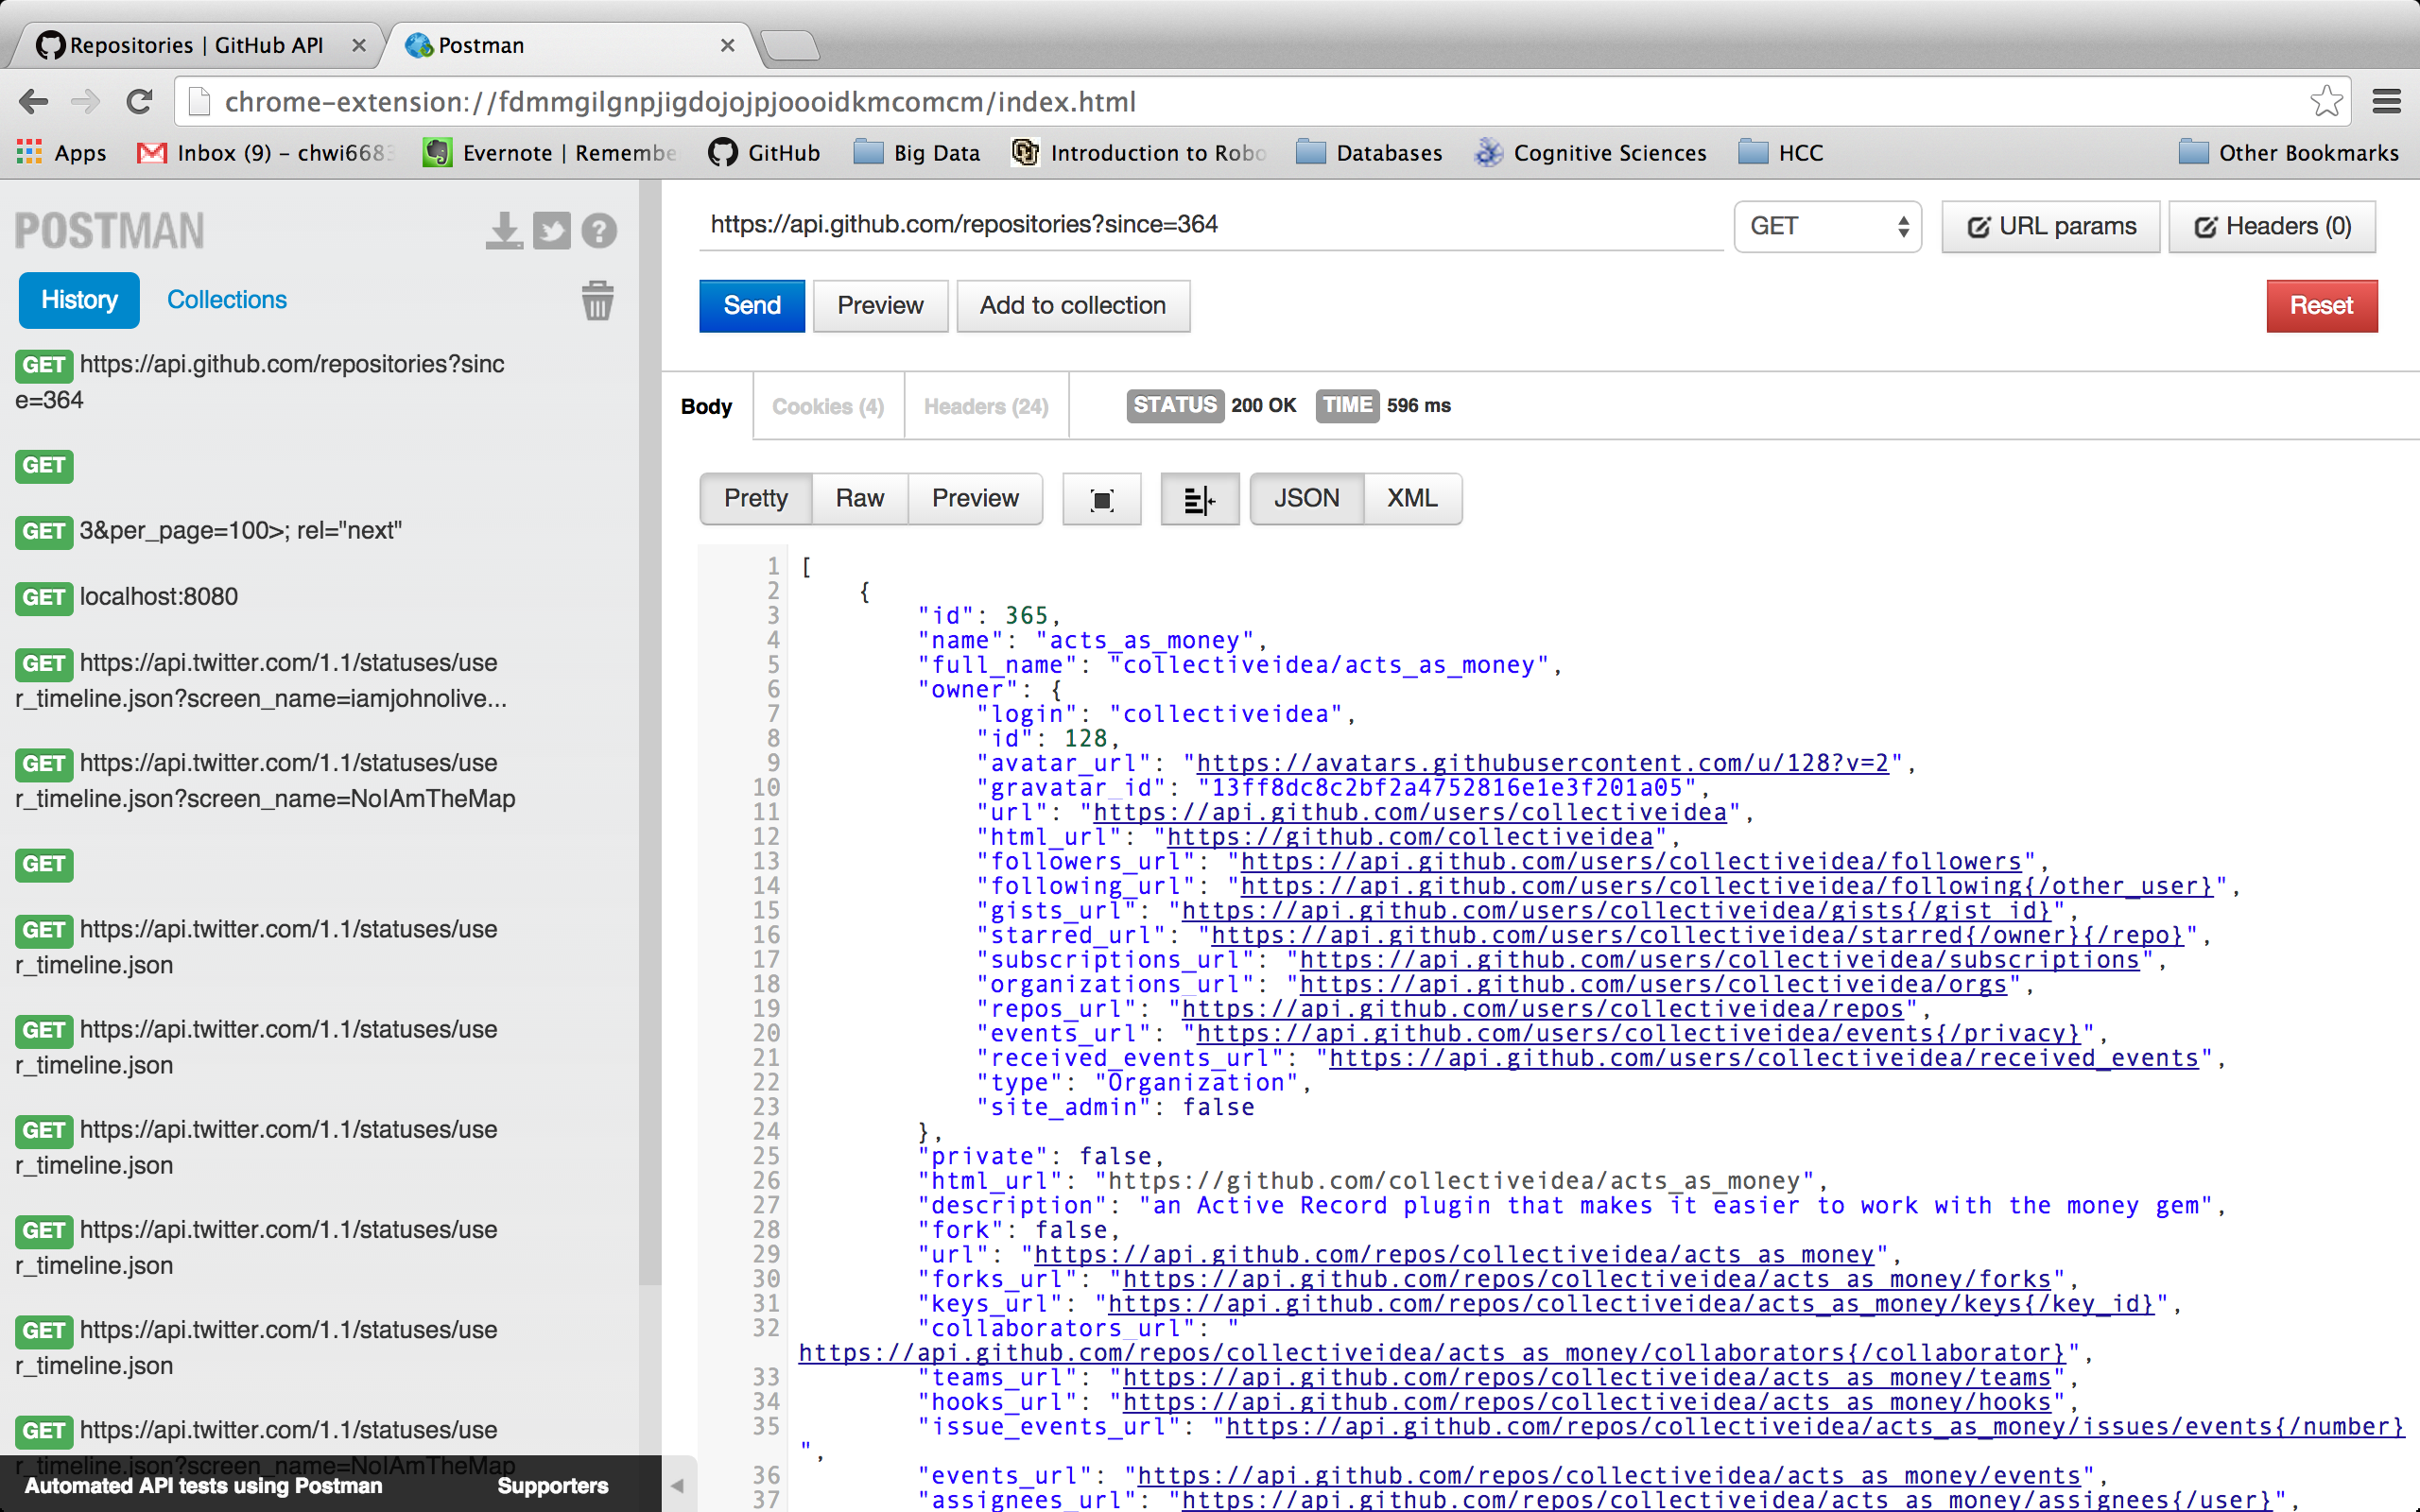 Repositories | GitHub API
Postman
chrome-extension://fdmmgilgnpjigdojojpjoooidkmcomcm/index.html
Apps
Inbox (9) – chwi6683
Evernote | Remembe
GitHub
Big Data
Introduction to Robo
Databases
Cognitive Sciences
HCC
Other Bookmarks
POSTMAN
History
Collections
GET https://api.github.com/repositories?sinc
e=364
GET
GET 3&per_page=100>; rel="next"
GET localhost:8080
GET https://api.twitter.com/1.1/statuses/use
r_timeline.json?screen_name=iamjohnolive...
GET https://api.twitter.com/1.1/statuses/use
r_timeline.json?screen_name=NoIAmTheMap
GET
GET https://api.twitter.com/1.1/statuses/use
r_timeline.json
GET https://api.twitter.com/1.1/statuses/use
r_timeline.json
GET https://api.twitter.com/1.1/statuses/use
r_timeline.json
GET https://api.twitter.com/1.1/statuses/use
r_timeline.json
GET https://api.twitter.com/1.1/statuses/use
r_timeline.json
GET https://api.twitter.com/1.1/statuses/use
r_timeline.json?screen_name=NoIAmTheMap
Automated API tests using Postman
Supporters
https://api.github.com/repositories?since=364
GET
URL params
Headers (0)
Send
Preview
Add to collection
Reset
Body
Cookies (4)
Headers (24)
STATUS 200 OK
TIME 596 ms
Pretty
Raw
Preview
JSON
XML
1 [
2 {
3 "id": 365,
4 "name": "acts_as_money",
5 "full_name": "collectiveidea/acts_as_money",
6 "owner": {
7 "login": "collectiveidea",
8 "id": 128,
9 "avatar_url": "https://avatars.githubusercontent.com/u/128?v=2",
10 "gravatar_id": "13ff8dc8c2bf2a4752816e1e3f201a05",
11 "url": "https://api.github.com/users/collectiveidea",
12 "html_url": "https://github.com/collectiveidea",
13 "followers_url": "https://api.github.com/users/collectiveidea/followers",
14 "following_url": "https://api.github.com/users/collectiveidea/following{/other_user}",
15 "gists_url": "https://api.github.com/users/collectiveidea/gists{/gist_id}",
16 "starred_url": "https://api.github.com/users/collectiveidea/starred{/owner}{/repo}",
17 "subscriptions_url": "https://api.github.com/users/collectiveidea/subscriptions",
18 "organizations_url": "https://api.github.com/users/collectiveidea/orgs",
19 "repos_url": "https://api.github.com/users/collectiveidea/repos",
20 "events_url": "https://api.github.com/users/collectiveidea/events{/privacy}",
21 "received_events_url": "https://api.github.com/users/collectiveidea/received_events",
22 "type": "Organization",
23 "site_admin": false
24 },
25 "private": false,
26 "html_url": "https://github.com/collectiveidea/acts_as_money",
27 "description": "an Active Record plugin that makes it easier to work with the money gem",
28 "fork": false,
29 "url": "https://api.github.com/repos/collectiveidea/acts_as_money",
30 "forks_url": "https://api.github.com/repos/collectiveidea/acts_as_money/forks",
31 "keys_url": "https://api.github.com/repos/collectiveidea/acts_as_money/keys{/key_id}",
32 "collaborators_url": "
https://api.github.com/repos/collectiveidea/acts_as_money/collaborators{/collaborator}",
33 "teams_url": "https://api.github.com/repos/collectiveidea/acts_as_money/teams",
34 "hooks_url": "https://api.github.com/repos/collectiveidea/acts_as_money/hooks",
35 "issue_events_url": "https://api.github.com/repos/collectiveidea/acts_as_money/issues/events{/number}
",
36 "events_url": "https://api.github.com/repos/collectiveidea/acts_as_money/events",
37 "assignees_url": "https://api.github.com/repos/collectiveidea/acts_as_money/assignees{/user}",